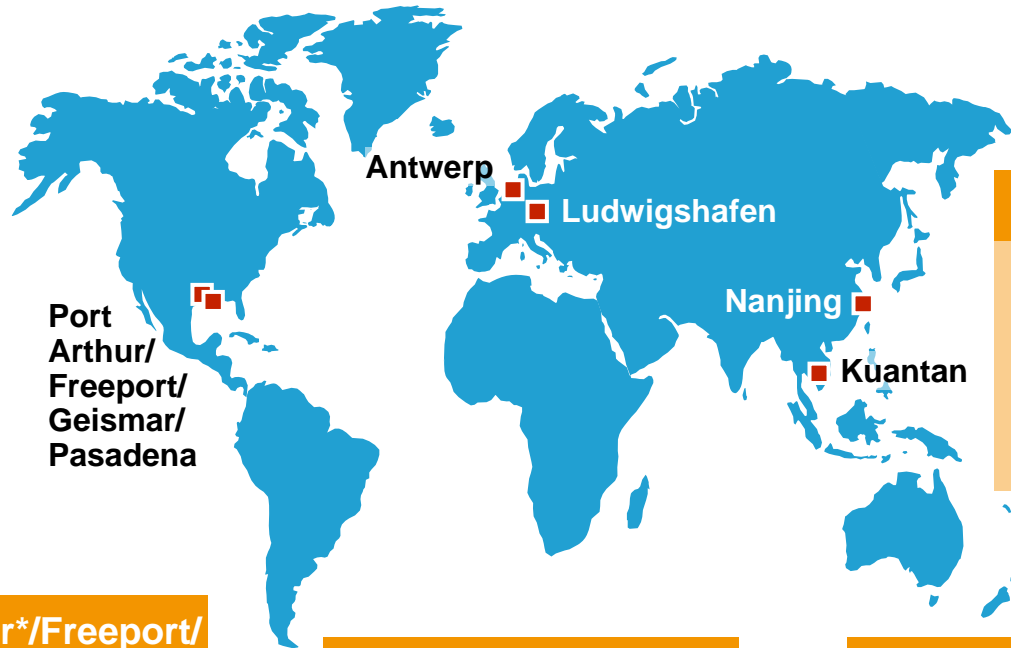 Antwerp
Ludwigshafen
Nanjing
Kuantan
Port
Arthur/
Freeport/
Geismar/
Pasadena
r*/Freeport/